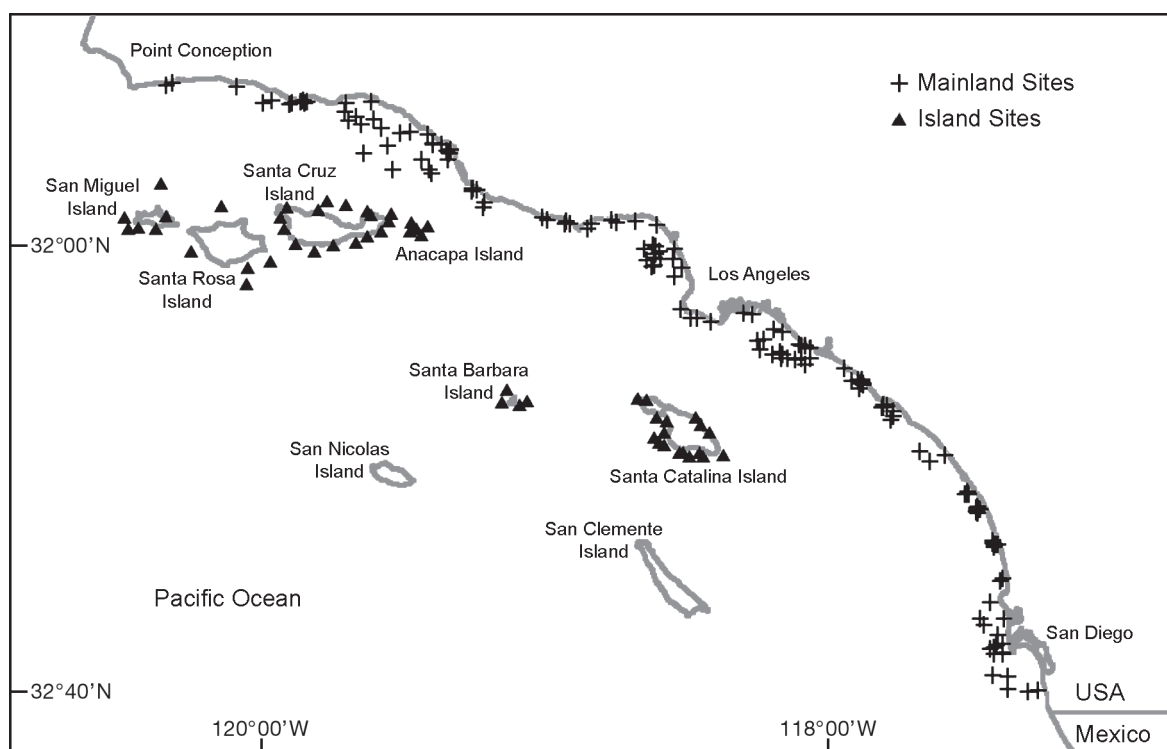 Point Conception
Mainland Sites
Island Sites
Santa Cruz
Island
San Miguel
Island
32°00'N
Anacapa Island
Santa Rosa
Island
Los Angeles
Santa Barbara
Island
San Nicolas
Island
Santa Catalina Island
San Clemente
Island
Pacific Ocean
San Diego
32°40'N
USA
120°00'W
118°00'W
Mexico